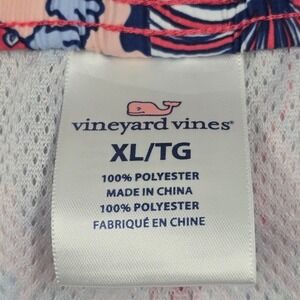 vineyard vines®
XL/TG
100% POLYESTER
MADE IN CHINA
100% POLYESTER
FABRIQUÉ EN CHINE